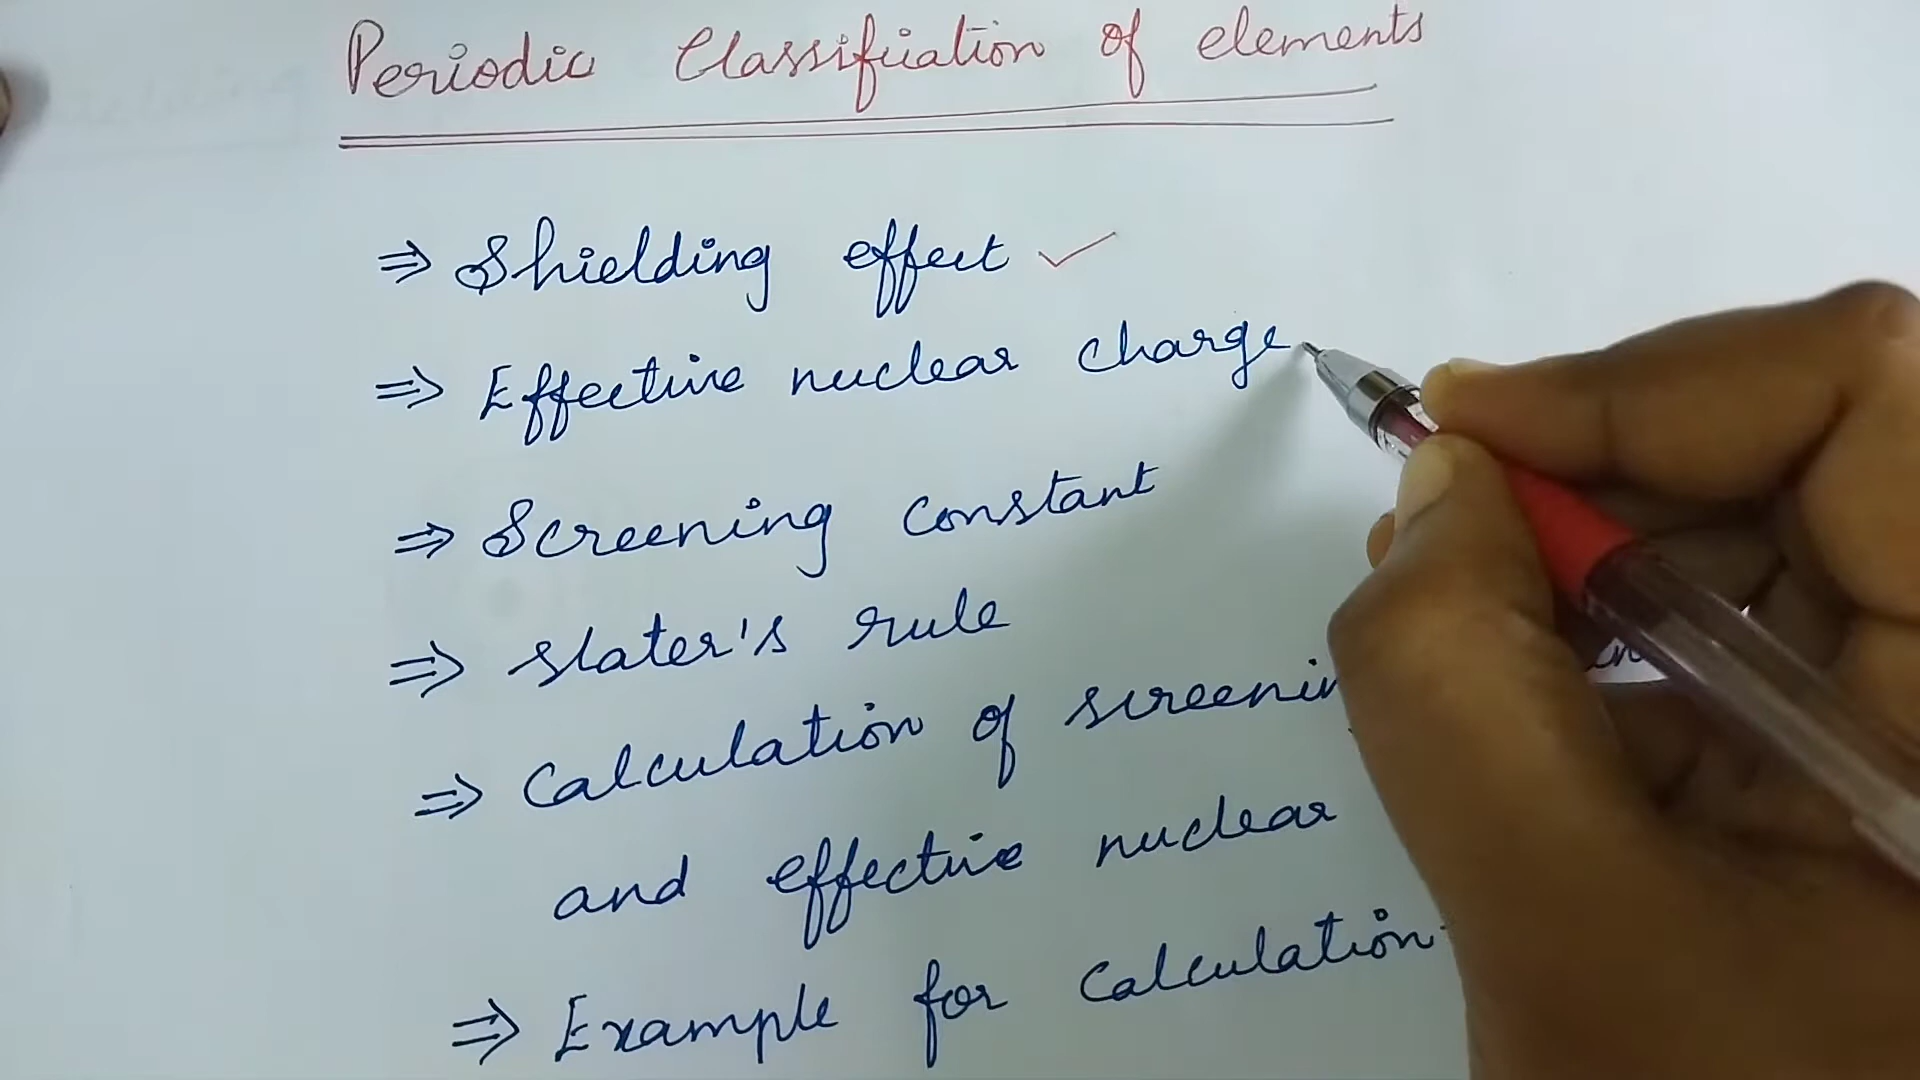 Periodic Classification of elements
⇒ Shielding effect ✓
⇒ Effective nuclear charge
⇒ Screening constant
⇒ Slater's rule
⇒ Calculation of
and effective nuclear
⇒ Example for Calculation